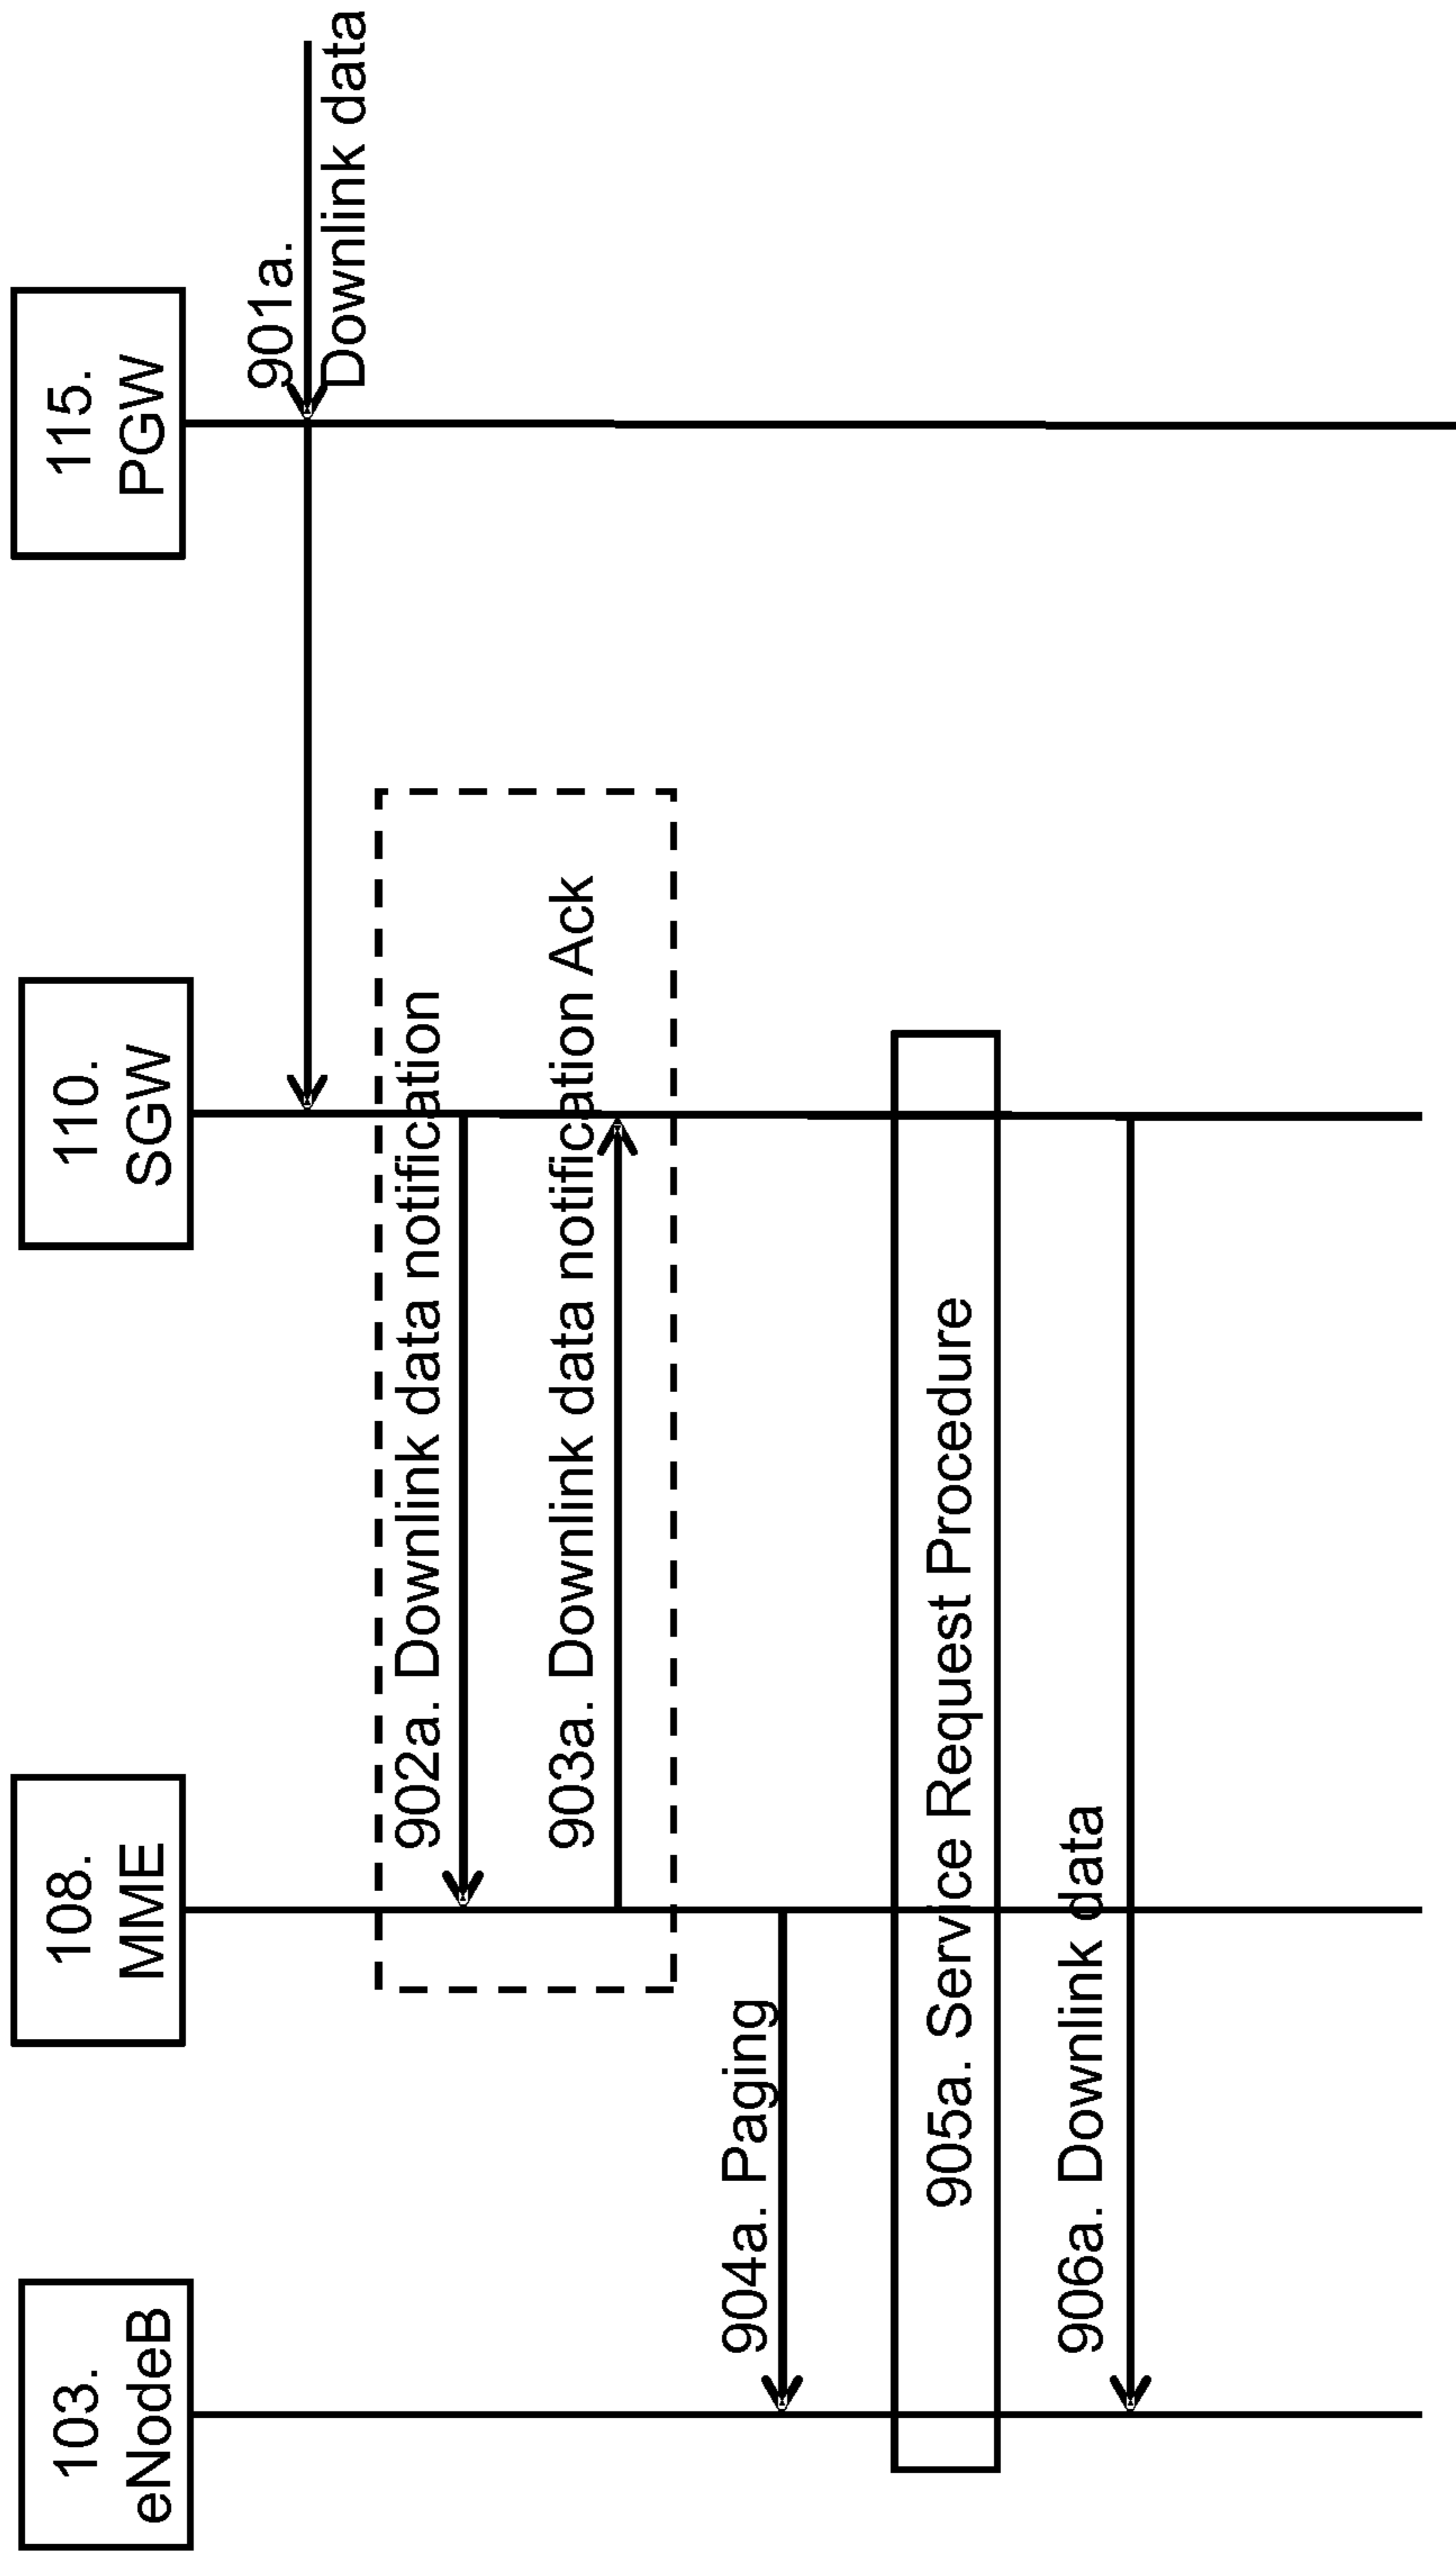 103.
eNodeB
108.
MME
110.
SGW
115.
PGW
901a.
Downlink data
902a. Downlink data notification
903a. Downlink data notification Ack
904a. Paging
905a. Service Request Procedure
906a. Downlink data